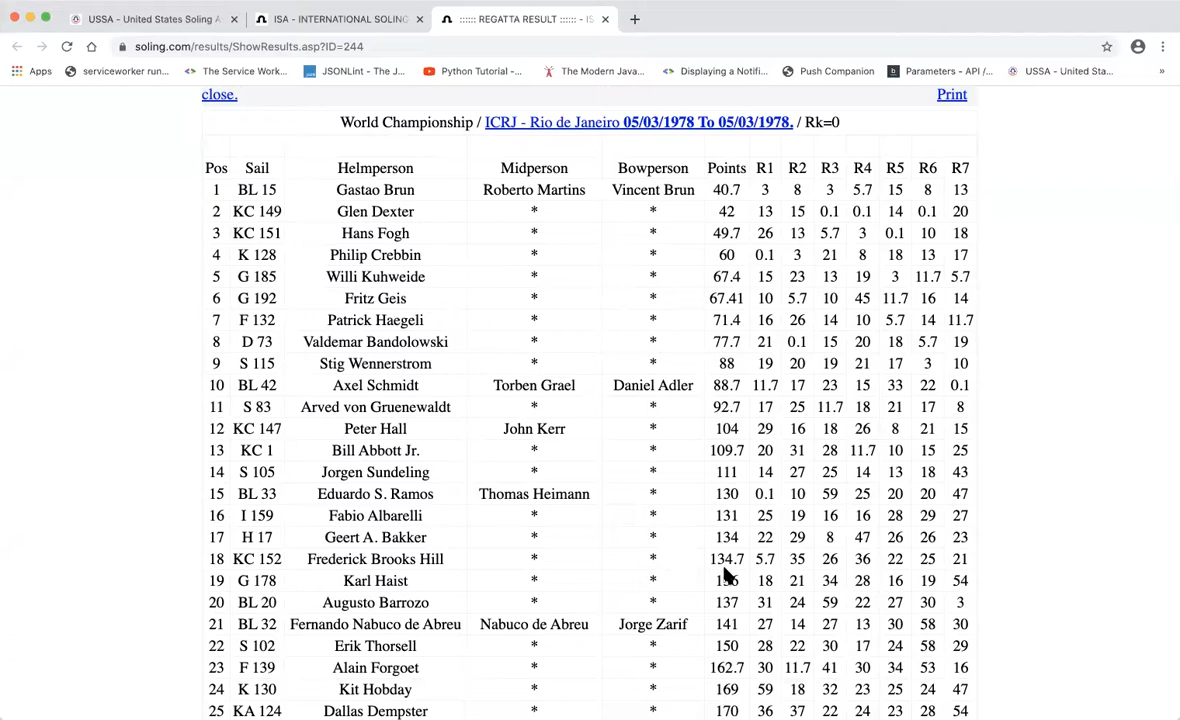 USSA - United States Soling A
ISA - INTERNATIONAL SOLING
:::::: REGATTA RESULT :::::: - IS
soling.com/results/ShowResults.asp?ID=244
Apps serviceworker run... The Service Work... JSONLint - The J... Python Tutorial -... The Modern Java... Displaying a Notifi... Push Companion Parameters - API /... USSA - United Sta... »
close. Print
World Championship / ICRJ - Rio de Janeiro 05/03/1978 To 05/03/1978. / Rk=0
Pos Sail Helmperson Midperson Bowperson Points R1 R2 R3 R4 R5 R6 R7
1 BL 15 Gastao Brun Roberto Martins Vincent Brun 40.7 3 8 3 5.7 15 8 13
2 KC 149 Glen Dexter * * 42 13 15 0.1 0.1 14 0.1 20
3 KC 151 Hans Fogh * * 49.7 26 13 5.7 3 0.1 10 18
4 K 128 Philip Crebbin * * 60 0.1 3 21 8 18 13 17
5 G 185 Willi Kuhweide * * 67.4 15 23 13 19 3 11.7 5.7
6 G 192 Fritz Geis * * 67.41 10 5.7 10 45 11.7 16 14
7 F 132 Patrick Haegeli * * 71.4 16 26 14 10 5.7 14 11.7
8 D 73 Valdemar Bandolowski * * 77.7 21 0.1 15 20 18 5.7 19
9 S 115 Stig Wennerstrom * * 88 19 20 19 21 17 3 10
10 BL 42 Axel Schmidt Torben Grael Daniel Adler 88.7 11.7 17 23 15 33 22 0.1
11 S 83 Arved von Gruenewaldt * * 92.7 17 25 11.7 18 21 17 8
12 KC 147 Peter Hall John Kerr * 104 29 16 18 26 8 21 15
13 KC 1 Bill Abbott Jr. * * 109.7 20 31 28 11.7 10 15 25
14 S 105 Jorgen Sundeling * * 111 14 27 25 14 13 18 43
15 BL 33 Eduardo S. Ramos Thomas Heimann * 130 0.1 10 59 25 20 20 47
16 I 159 Fabio Albarelli * * 131 25 19 16 16 28 29 27
17 H 17 Geert A. Bakker * * 134 22 29 8 47 26 26 23
18 KC 152 Frederick Brooks Hill * * 134.7 5.7 35 26 36 22 25 21
19 G 178 Karl Haist * * 18 21 34 28 16 19 54
20 BL 20 Augusto Barrozo * * 137 31 24 59 22 27 30 3
21 BL 32 Fernando Nabuco de Abreu Nabuco de Abreu Jorge Zarif 141 27 14 27 13 30 58 30
22 S 102 Erik Thorsell * * 150 28 22 30 17 24 58 29
23 F 139 Alain Forgoet * * 162.7 30 11.7 41 30 34 53 16
24 K 130 Kit Hobday * * 169 59 18 32 23 25 24 47
25 KA 124 Dallas Dempster * * 170 36 37 22 24 23 28 54